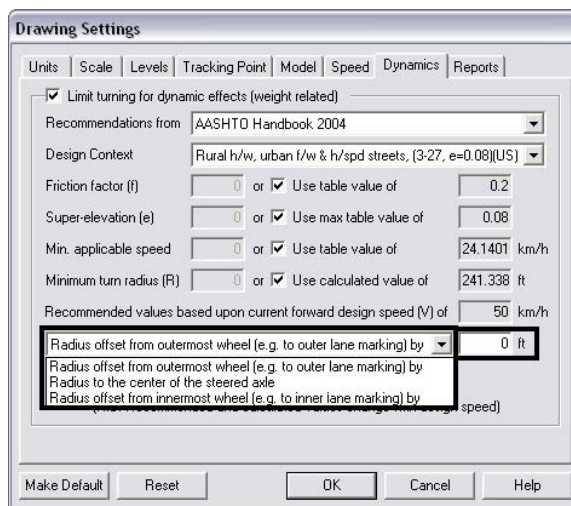 Drawing Settings
Units Scale Levels Tracking Point Model Speed Dynamics Reports
Limit turning for dynamic effects (weight related)
Recommendations from AASHTO Handbook 2004
Design Context Rural h/w, urban f/w & h/spd streets, (3-27, e=0.08)(US)
Friction factor (f) 0 or Use table value of 0.2
Super-elevation (e) 0 or Use max table value of 0.08
Min. applicable speed 0 or Use table value of 24.1401 km/h
Minimum turn radius (R) 0 or Use calculated value of 241.338 ft
Recommended values based upon current forward design speed (V) of 50 km/h
Radius offset from outermost wheel (e.g. to outer lane marking) by 0 ft
Radius offset from outermost wheel (e.g. to outer lane marking) by
Radius to the center of the steered axle
Radius offset from innermost wheel (e.g. to inner lane marking) by
Make Default Reset OK Cancel Help